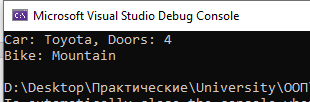 Microsoft Visual Studio Debug Console
Car: Toyota, Doors: 4
Bike: Mountain
D:\Desktop\Практические\University\ООП
To automatically close the console whe